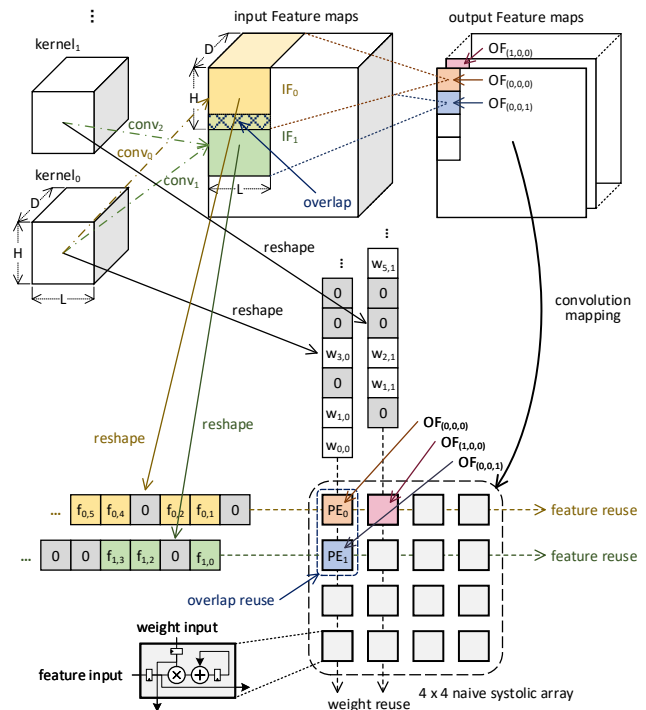 ⋮
input Feature maps
output Feature maps
kernel₁
D
OF₍₁,₀,₀₎
OF₍₀,₀,₀₎
OF₍₀,₀,₁₎
H
IF₀
IF₁
conv₂
conv₀
conv₁
kernel₀
D
H
L
L
overlap
reshape
reshape
convolution
mapping
... w₅,₁
0 0
0 0
w₃,₀ w₂,₁
0 w₁,₁
w₁,₀ 0
w₀,₀
reshape
reshape
OF₍₀,₀,₀₎
OF₍₁,₀,₀₎
OF₍₀,₀,₁₎
... f₀,₅ f₀,₄ 0 f₀,₂ f₀,₁ 0
PE₀
feature reuse
... 0 0 f₁,₃ f₁,₂ 0 f₁,₀
PE₁
feature reuse
overlap reuse
weight input
feature input
weight reuse
4 x 4 naive systolic array